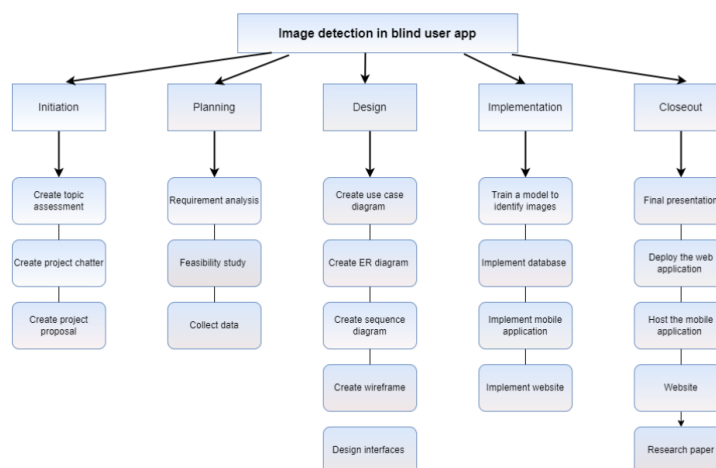 Image detection in blind user app
Initiation
Planning
Design
Implementation
Closeout
Create topic
assessment
Create project chatter
Create project
proposal
Requirement analysis
Feasibility study
Collect data
Create use case
diagram
Create ER diagram
Create sequence
diagram
Create wireframe
Design interfaces
Train a model to
identify images
Implement database
Implement mobile
application
Implement website
Final presentation
Deploy the web
application
Host the mobile
application
Website
Research paper